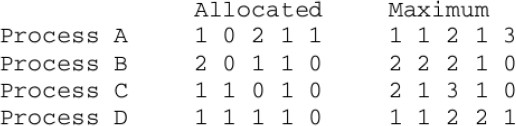 Allocated Maximum
Process A 1 0 2 1 1 1 1 2 1 3
Process B 2 0 1 1 0 2 2 2 1 0
Process C 1 1 0 1 0 2 1 3 1 0
Process D 1 1 1 1 0 1 1 2 2 1